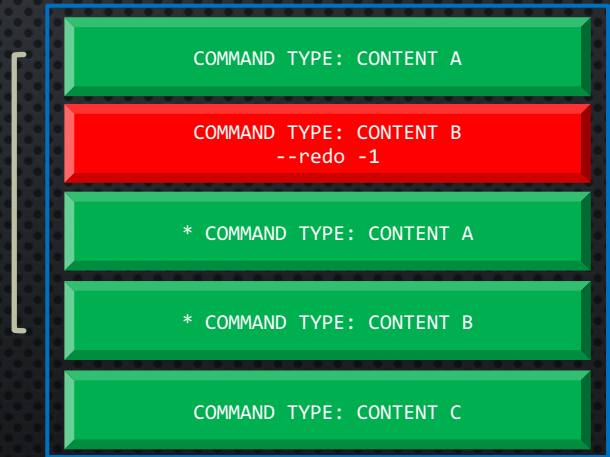 COMMAND TYPE: CONTENT A
COMMAND TYPE: CONTENT B
--redo -1
* COMMAND TYPE: CONTENT A
* COMMAND TYPE: CONTENT B
COMMAND TYPE: CONTENT C